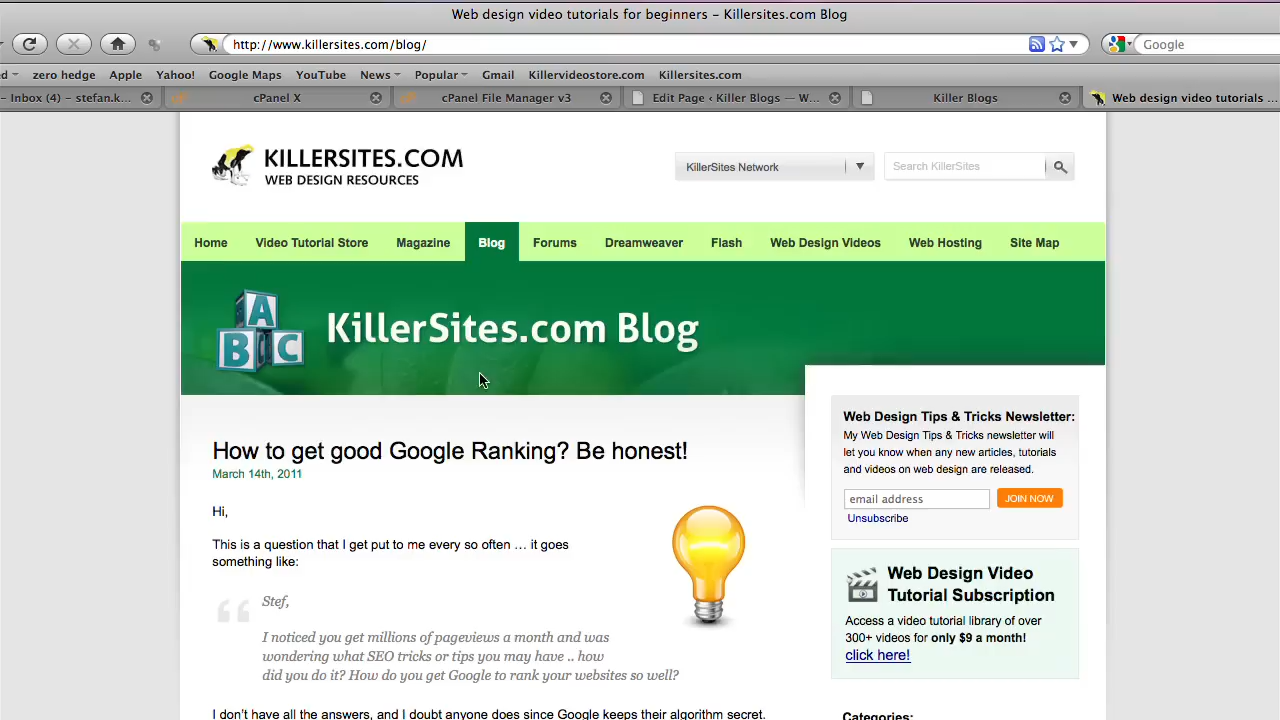 Web design video tutorials for beginners – Killersites.com Blog
http://www.killersites.com/blog/
Google
d
zero hedge
Apple
Yahoo!
Google Maps
YouTube
News
Popular
Gmail
Killervideostore.com
Killersites.com
- Inbox (4) – stefan.k...
cPanel X
cPanel File Manager v3
Edit Page ‹ Killer Blogs — W...
Killer Blogs
Web design video tutorials ...
KILLERSITES.COM
WEB DESIGN RESOURCES
KillerSites Network
Search KillerSites
Home
Video Tutorial Store
Magazine
Blog
Forums
Dreamweaver
Flash
Web Design Videos
Web Hosting
Site Map
A
B C
KillerSites.com Blog
How to get good Google Ranking? Be honest!
March 14th, 2011
Hi,
This is a question that I get put to me every so often … it goes
something like:
Stef,
I noticed you get millions of pageviews a month and was
wondering what SEO tricks or tips you may have .. how
did you do it? How do you get Google to rank your websites so well?
I don't have all the answers, and I doubt anyone does since Google keeps their algorithm secret.
Web Design Tips & Tricks Newsletter:
My Web Design Tips & Tricks newsletter will
let you know when any new articles, tutorials
and videos on web design are released.
email address
JOIN NOW
Unsubscribe
Web Design Video
Tutorial Subscription
Access a video tutorial library of over
300+ videos for only $9 a month!
click here!
Categories: